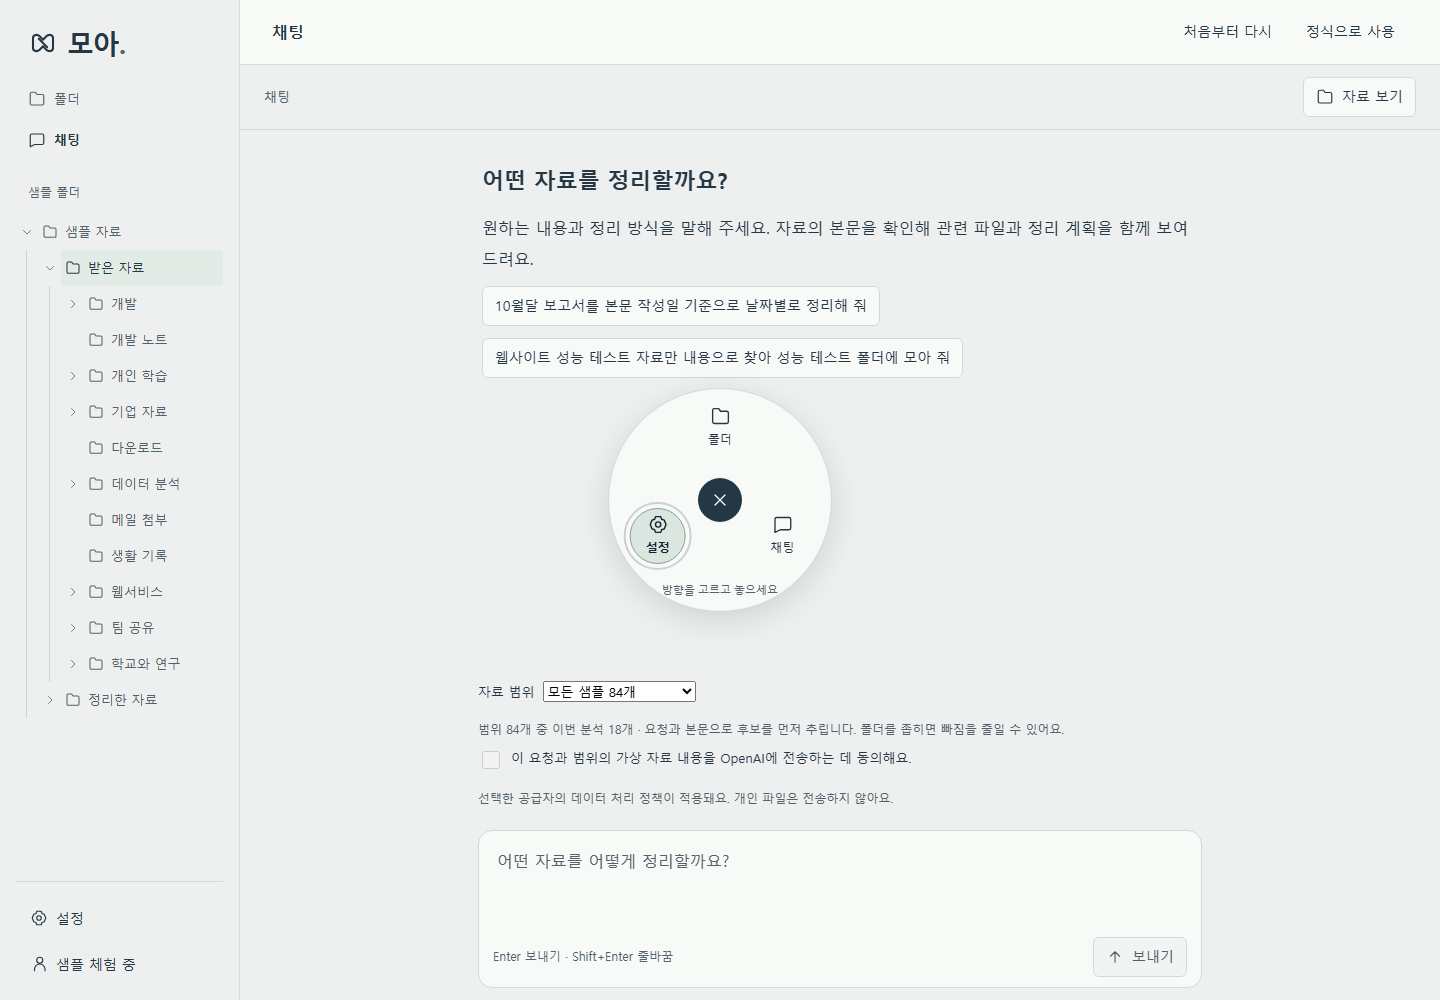 모아.
폴더
채팅
샘플 폴더
샘플 자료
받은 자료
개발
개발 노트
개인 학습
기업 자료
다운로드
데이터 분석
메일 첨부
생활 기록
웹서비스
팀 공유
학교와 연구
정리한 자료
설정
샘플 체험 중
채팅
처음부터 다시
정식으로 사용
채팅
자료 보기
어떤 자료를 정리할까요?
원하는 내용과 정리 방식을 말해 주세요. 자료의 본문을 확인해 관련 파일과 정리 계획을 함께 보여
드려요.
10월달 보고서를 본문 작성일 기준으로 날짜별로 정리해 줘
웹사이트 성능 테스트 자료만 내용으로 찾아 성능 테스트 폴더에 모아 줘
폴더
설정
채팅
방향을 고르고 놓으세요
자료 범위 모든 샘플 84개
범위 84개 중 이번 분석 18개 · 요청과 본문으로 후보를 먼저 추립니다. 폴더를 좁히면 빠짐을 줄일 수 있어요.
이 요청과 범위의 가상 자료 내용을 OpenAI에 전송하는 데 동의해요.
선택한 공급자의 데이터 처리 정책이 적용돼요. 개인 파일은 전송하지 않아요.
어떤 자료를 어떻게 정리할까요?
Enter 보내기 · Shift+Enter 줄바꿈
보내기